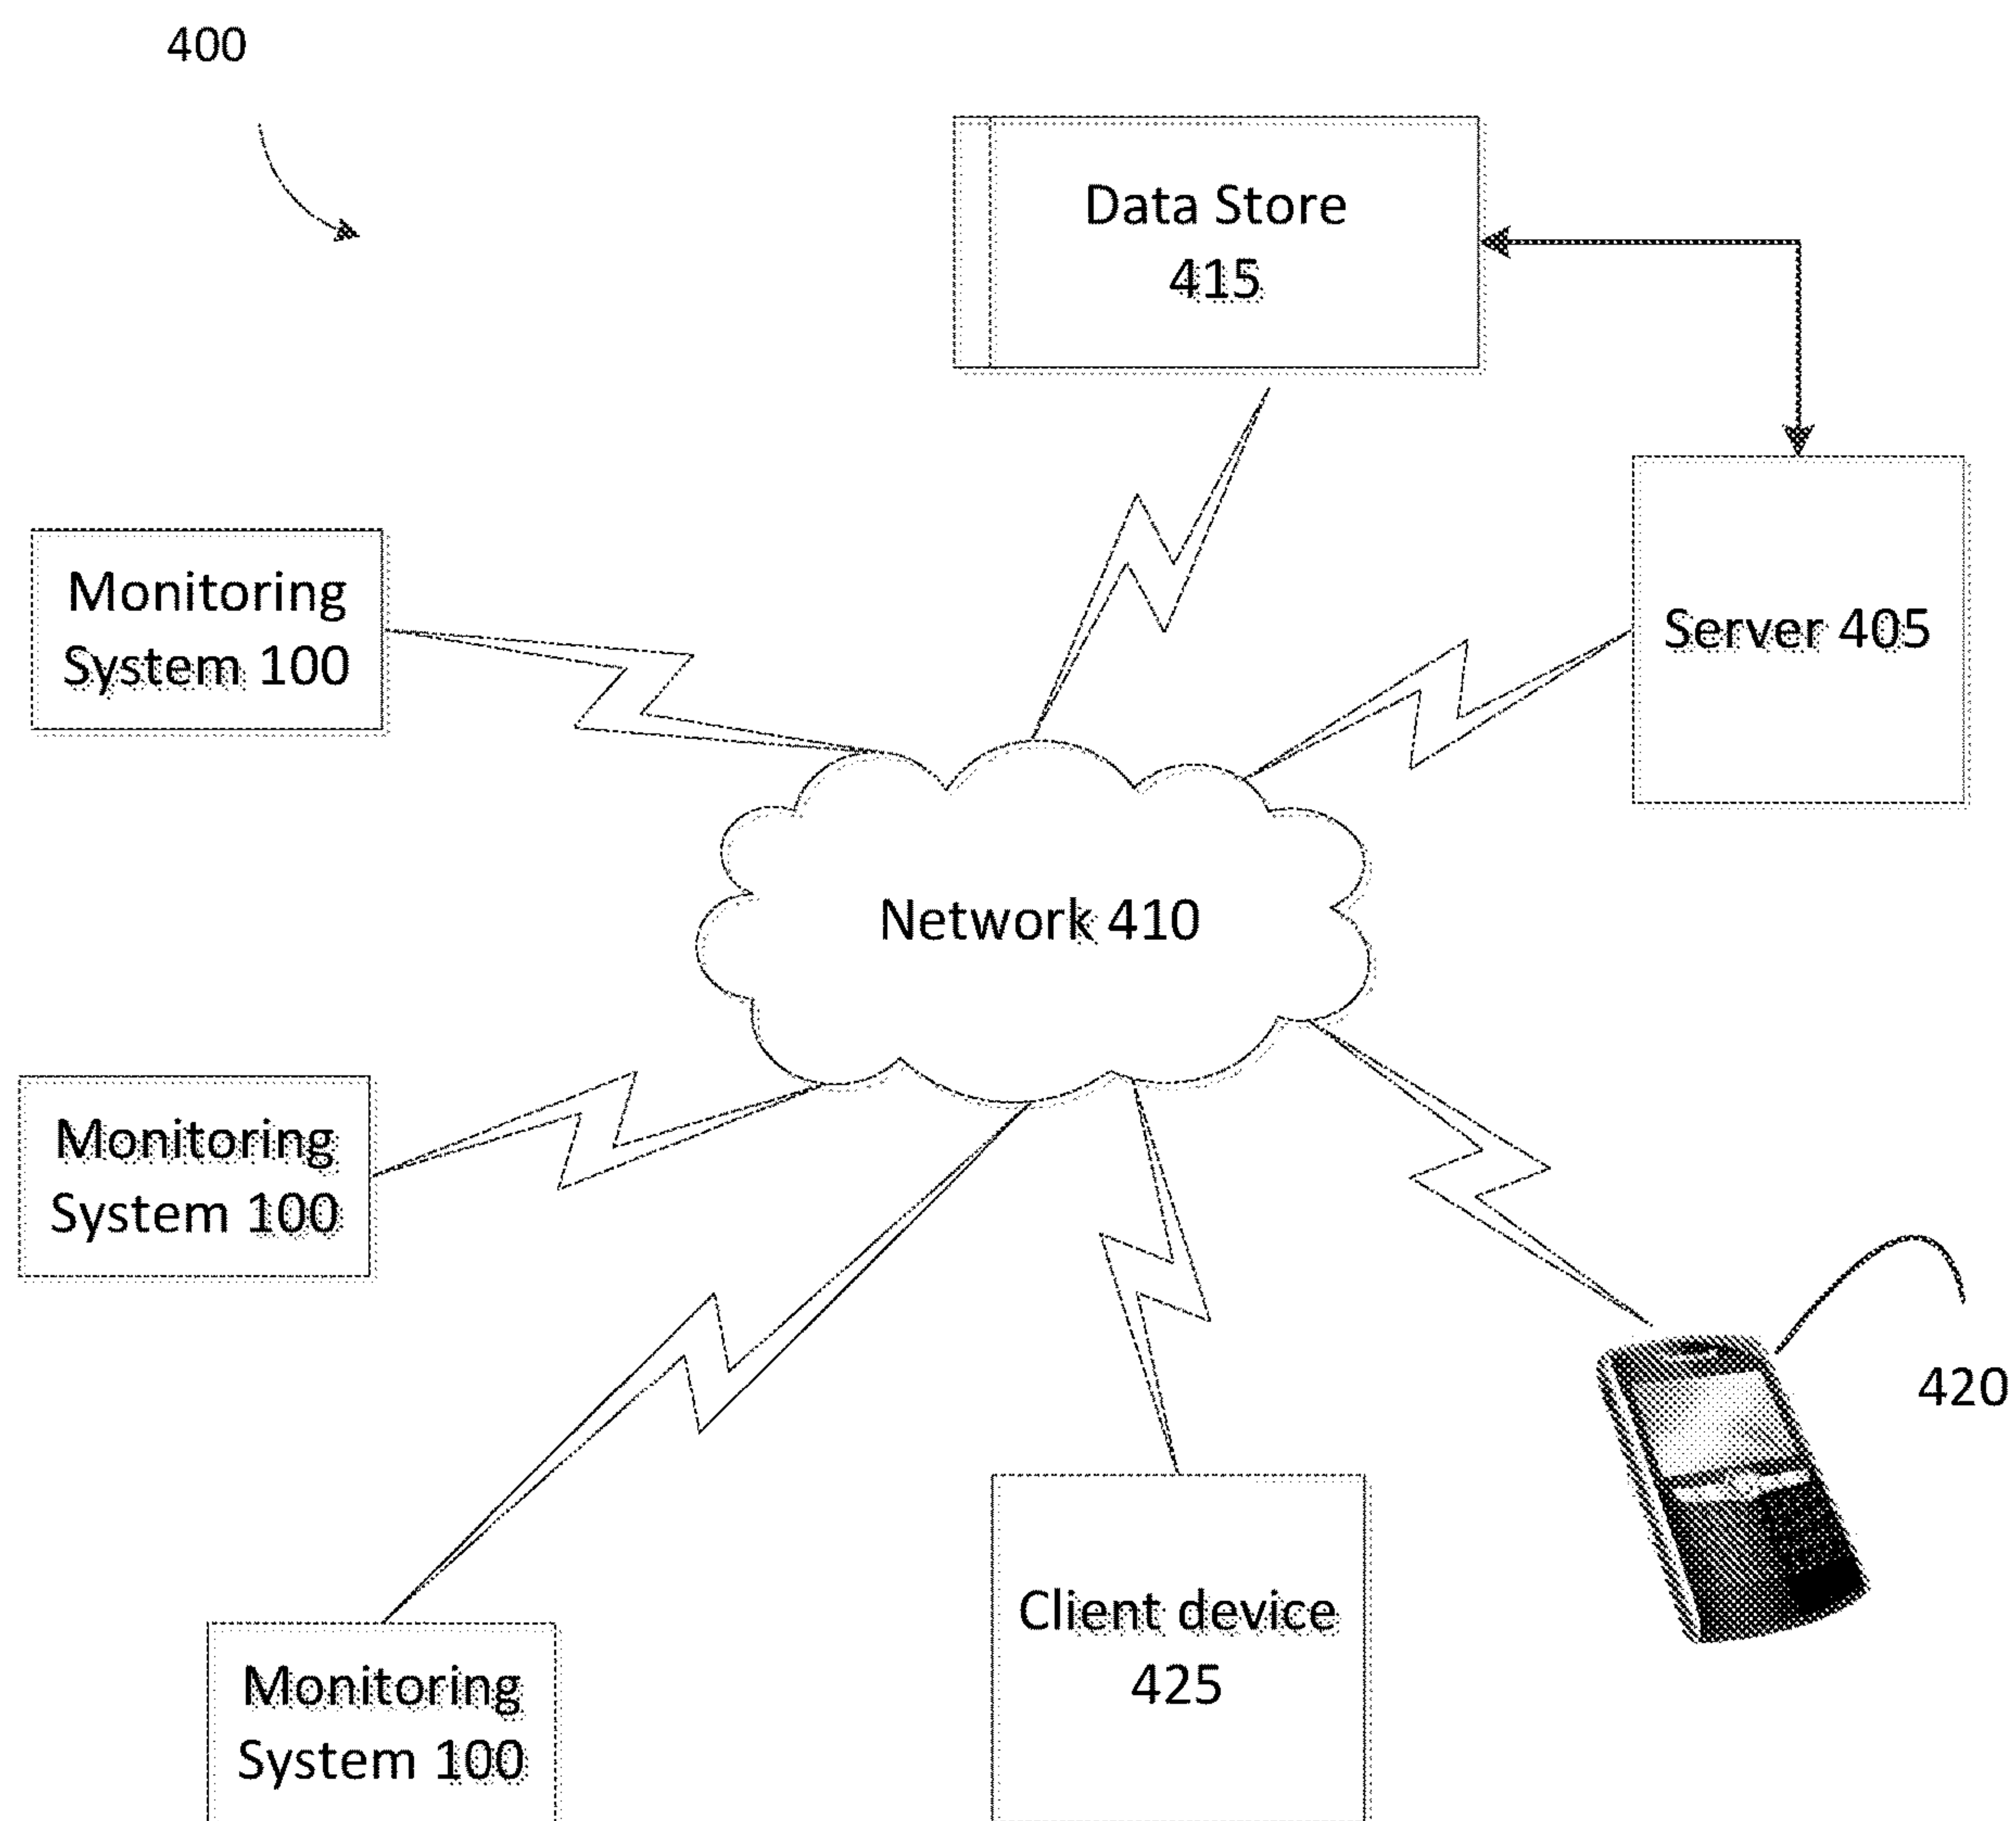 400
Data Store
415
Monitoring
System 100
Server 405
Network 410
Monitoring
System 100
420
Client device
425
Monitoring
System 100